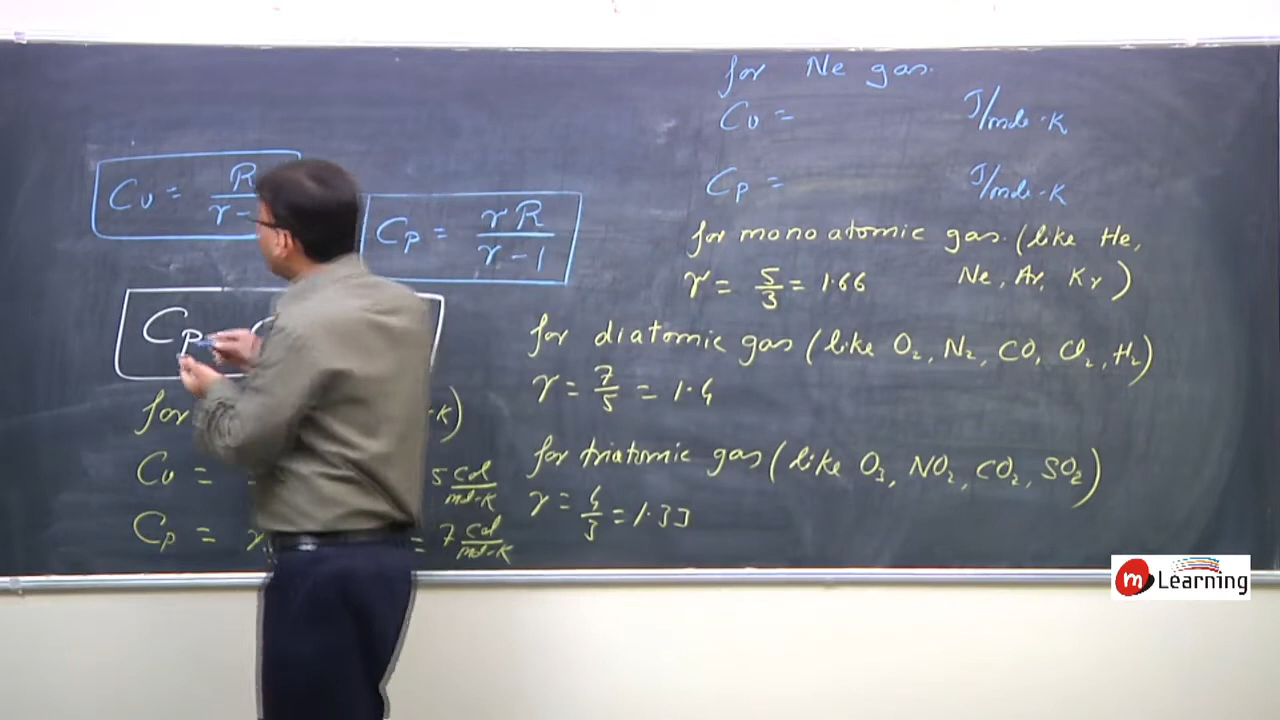 Cv = R
γ-
Cp = γR
γ-1
Cp
for K)
Cv = = 5 Cal
mol-K
Cp = γ = 7 Cal
mol-K
for Ne gas.
Cv = J/mole-K
Cp = J/mole-K
for mono atomic gas. (like He,
Ne, Ar, Kr)
γ = 5/3 = 1.66
for diatomic gas (like O₂, N₂, CO, Cl₂, H₂)
γ = 7/5 = 1.4
for triatomic gas (like O₃, NO₂, CO₂, SO₂)
γ = 4/3 = 1.33
m Learning